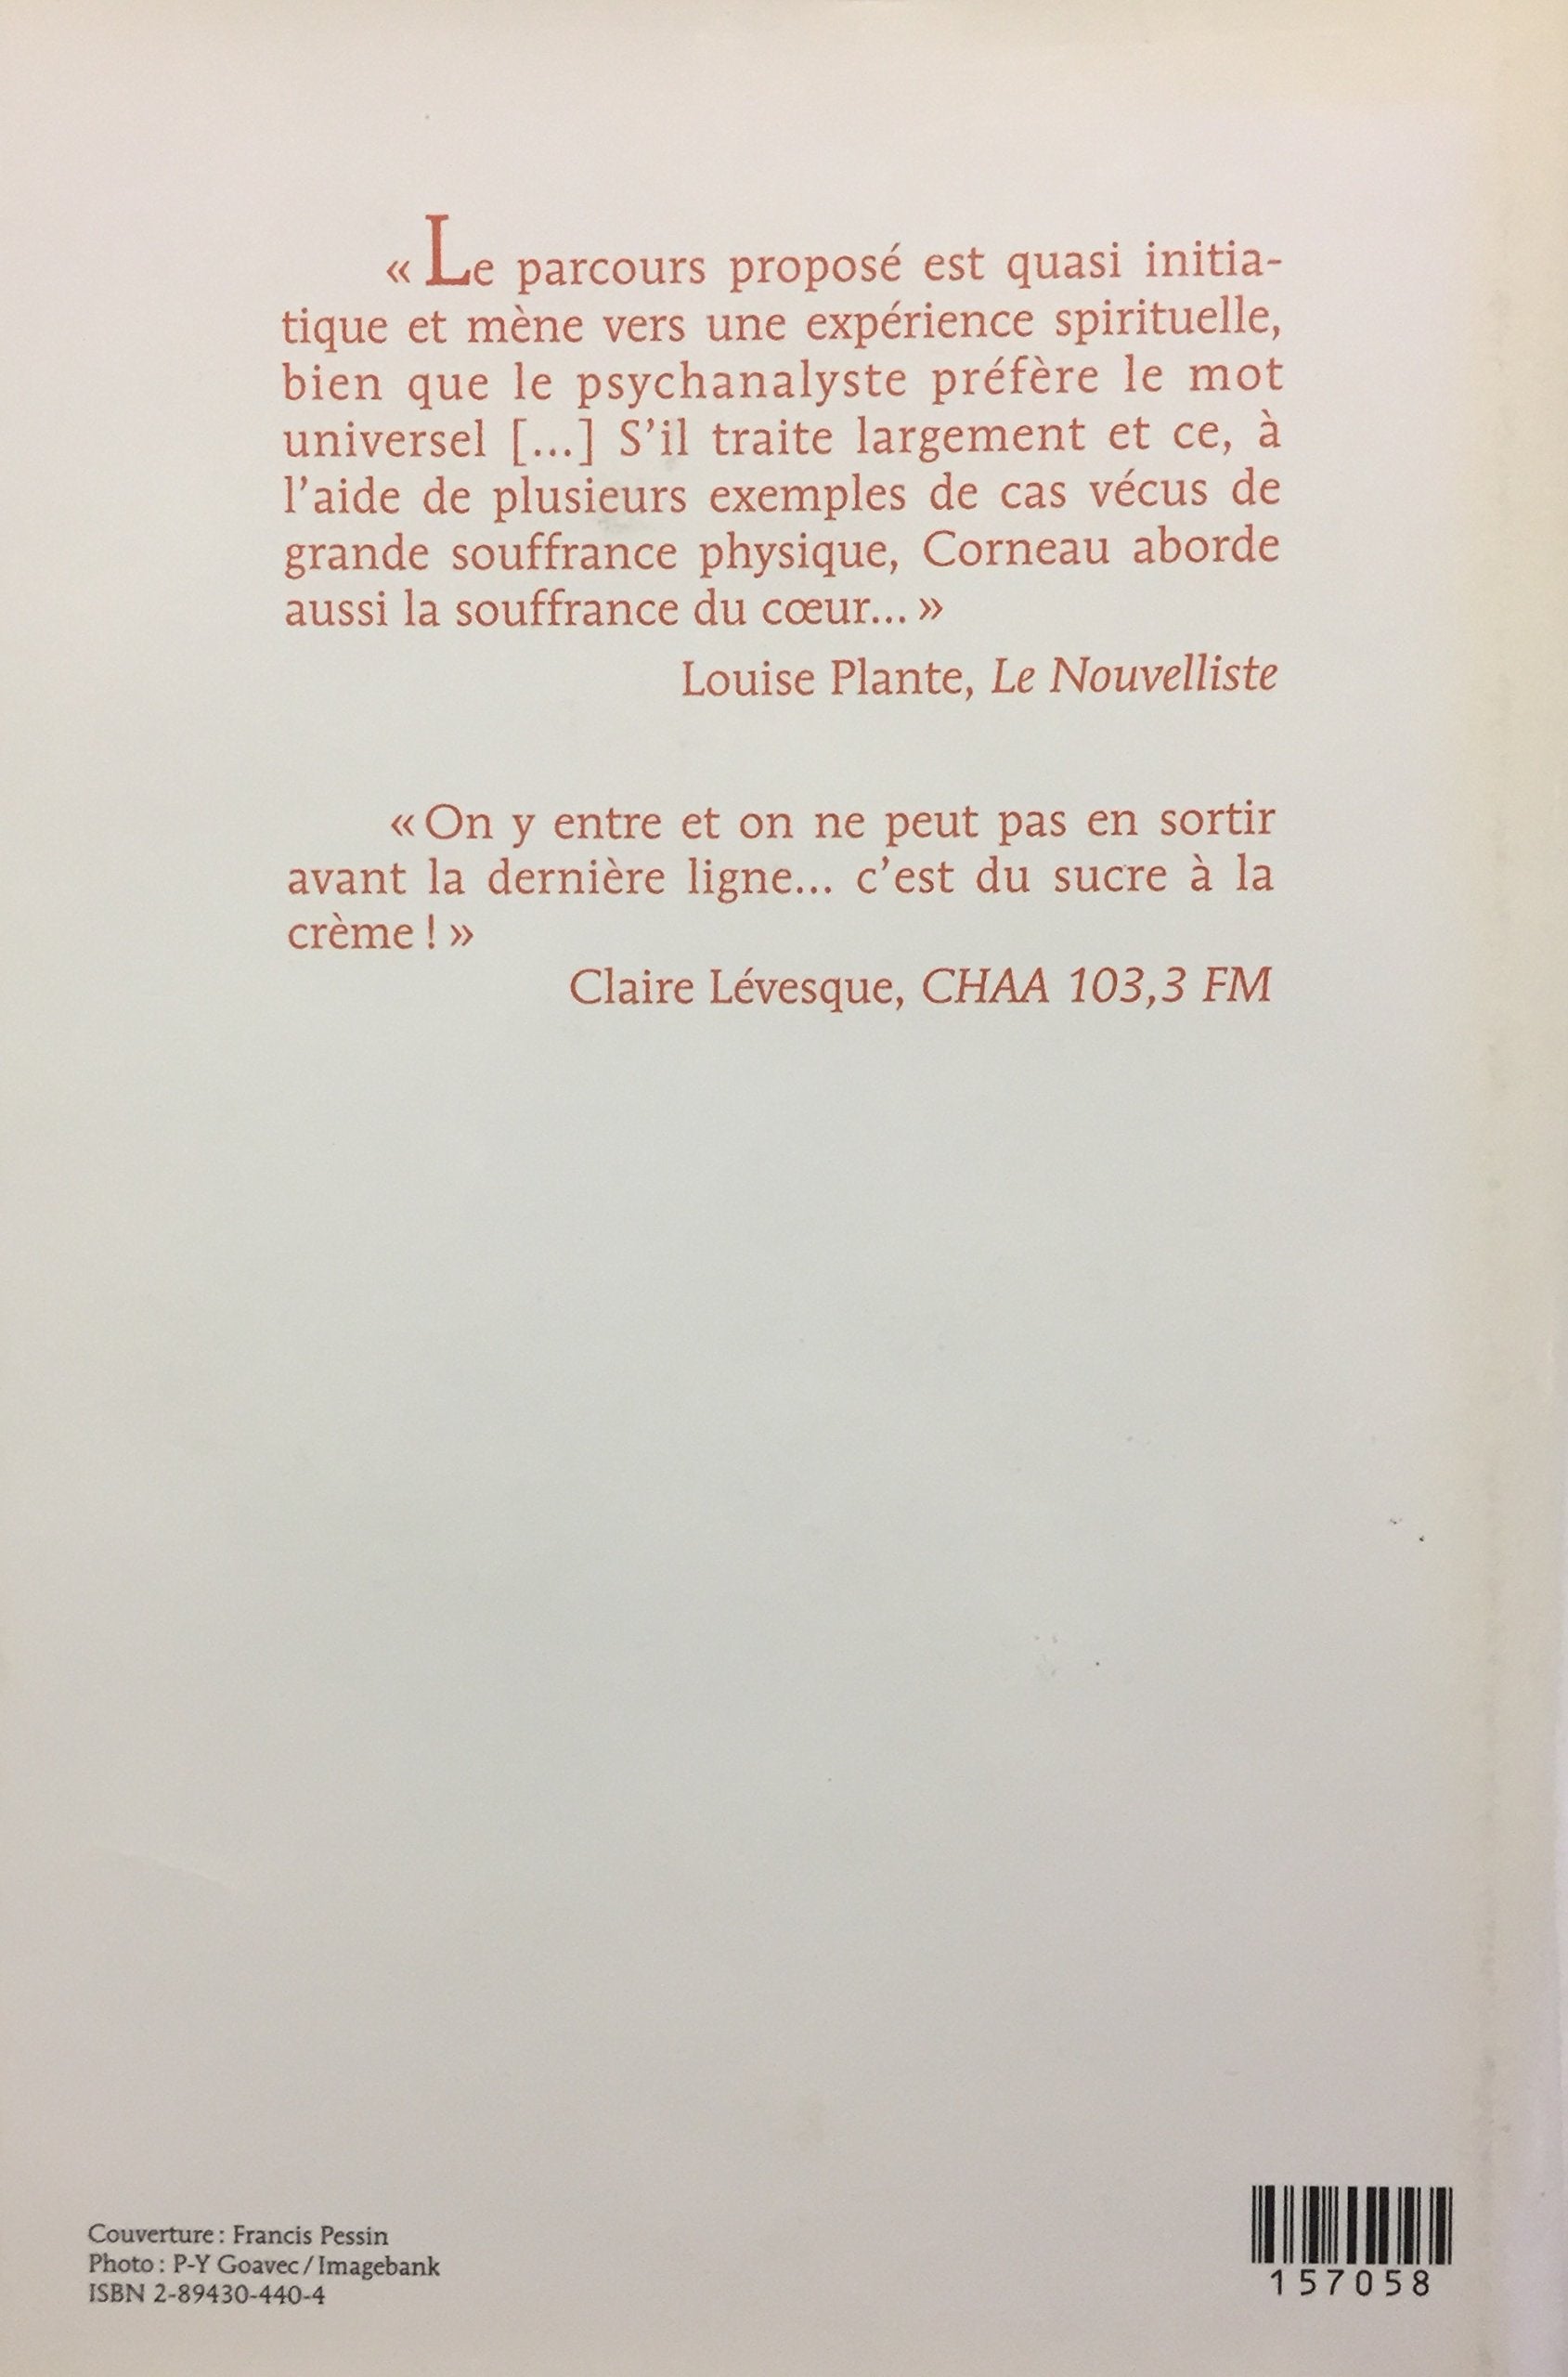 « Le parcours proposé est quasi initia-
tique et mène vers une expérience spirituelle,
bien que le psychanalyste préfère le mot
universel [...] S’il traite largement et ce, à
l’aide de plusieurs exemples de cas vécus de
grande souffrance physique, Corneau aborde
aussi la souffrance du cœur... »
Louise Plante, Le Nouvelliste
« On y entre et on ne peut pas en sortir
avant la dernière ligne... c’est du sucre à la
crème ! »
Claire Lévesque, CHAA 103,3 FM
Couverture : Francis Pessin
Photo : P-Y Goavec / Imagebank
ISBN 2-89430-440-4
157058